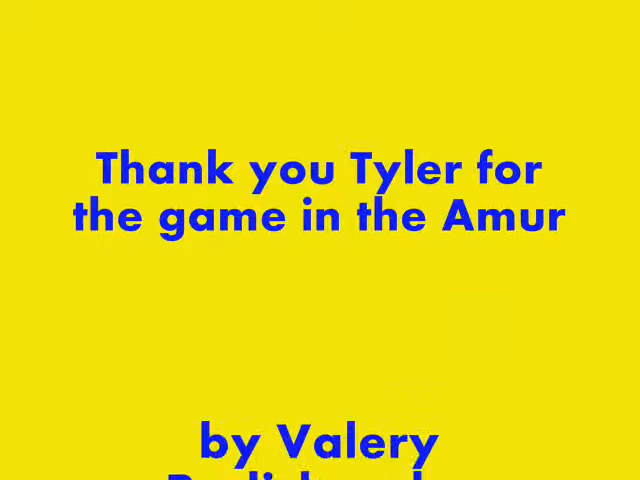 Thank you Tyler for
the game in the Amur
by Valery